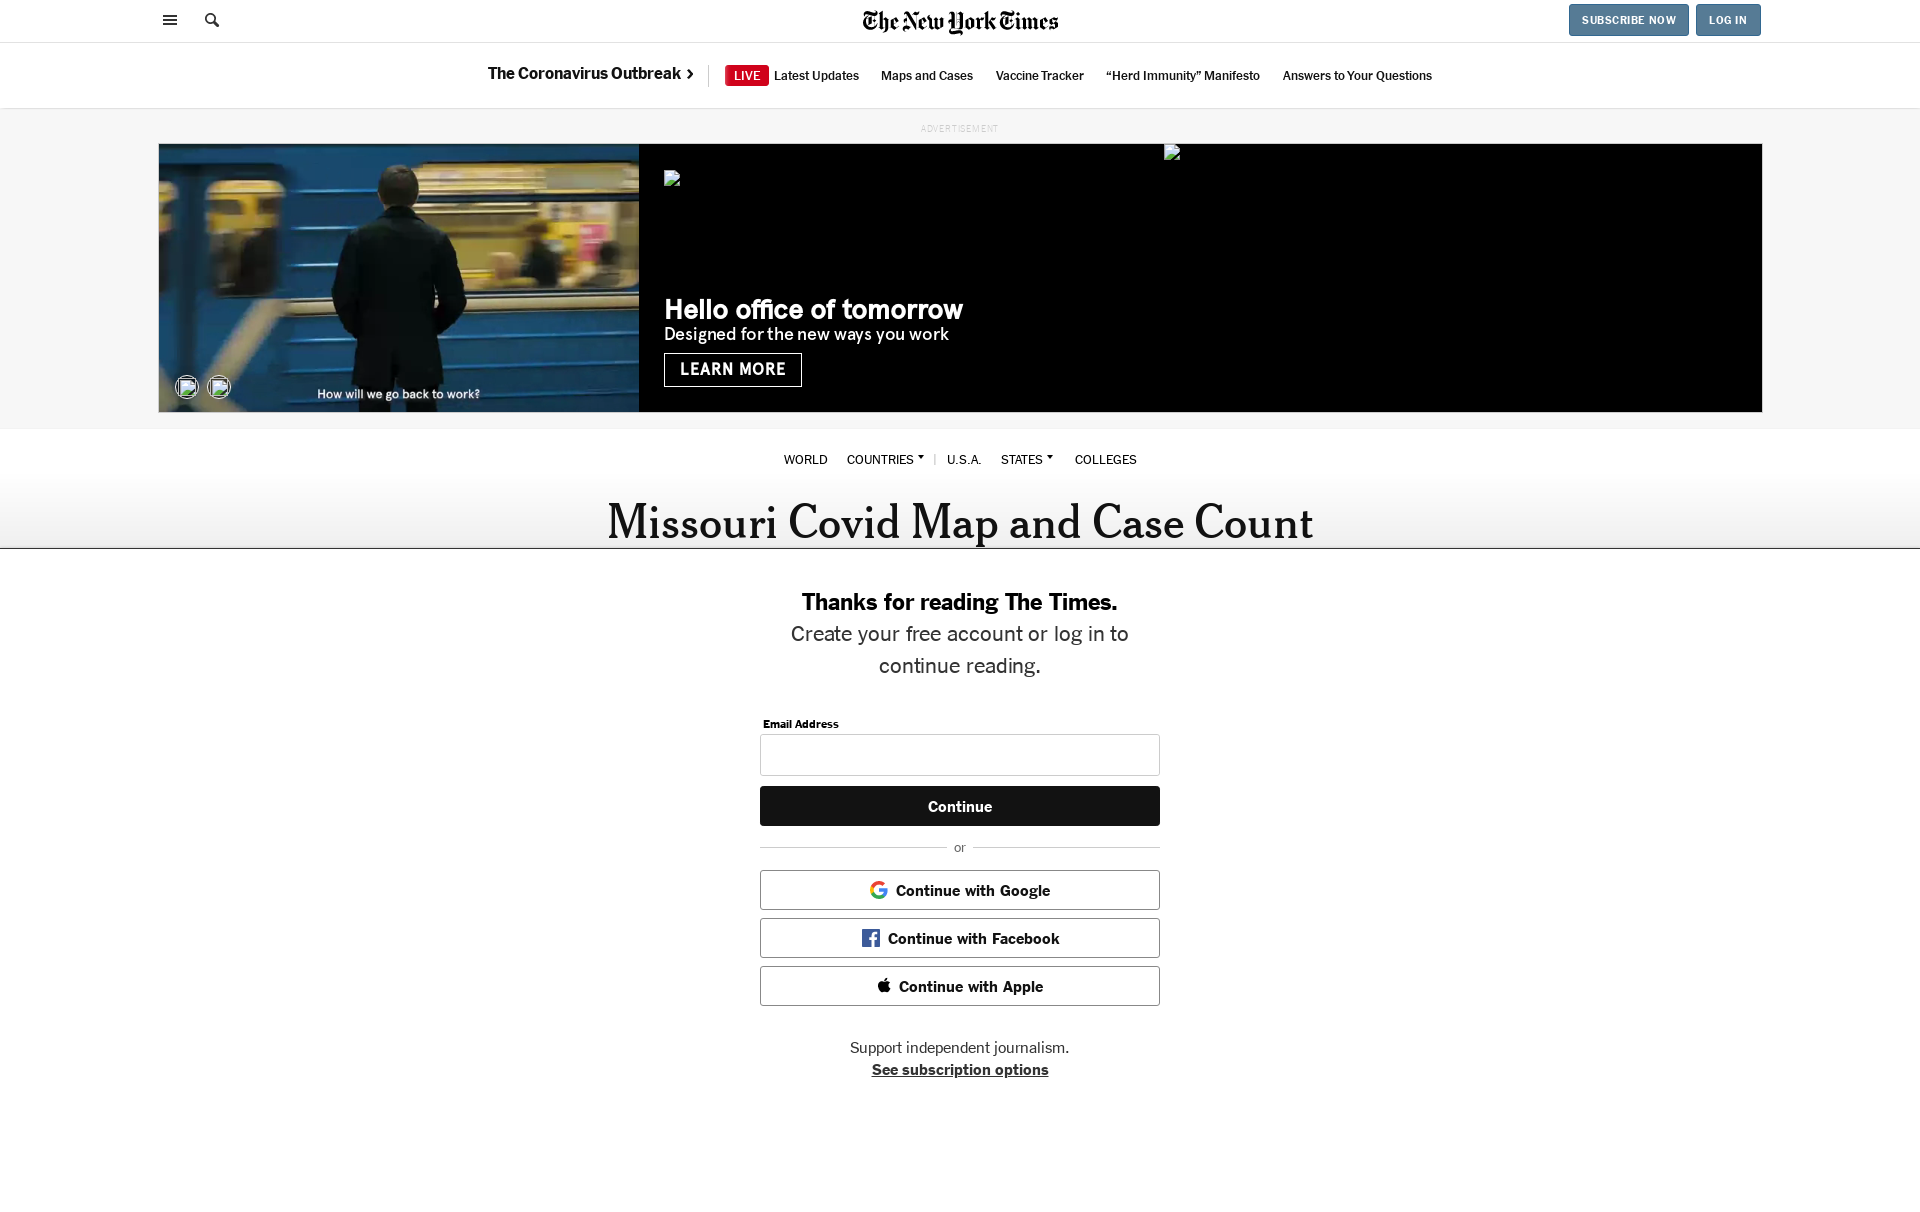 The New York Times
SUBSCRIBE NOW
LOG IN
The Coronavirus Outbreak
LIVE Latest Updates
Maps and Cases
Vaccine Tracker
“Herd Immunity” Manifesto
Answers to Your Questions
ADVERTISEMENT
Hello office of tomorrow
Designed for the new ways you work
LEARN MORE
How will we go back to work?
WORLD
COUNTRIES
U.S.A.
STATES
COLLEGES
Missouri Covid Map and Case Count
Thanks for reading The Times.
Create your free account or log in to
continue reading.
Email Address
Continue
or
Continue with Google
Continue with Facebook
Continue with Apple
Support independent journalism.
See subscription options